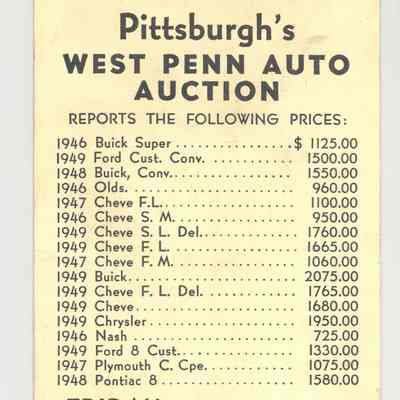 Pittsburgh's
WEST PENN AUTO
AUCTION
REPORTS THE FOLLOWING PRICES:
1946 Buick Super ................$ 1125.00
1949 Ford Cust. Conv. ............ 1500.00
1948 Buick, Conv.................. 1550.00
1946 Olds. ....................... 960.00
1947 Cheve F.L. .................. 1100.00
1946 Cheve S. M. ................. 950.00
1949 Cheve S. L. Del. ............ 1760.00
1949 Cheve F. L. ................. 1665.00
1947 Cheve F. M. ................. 1060.00
1949 Buick........................ 2075.00
1949 Cheve F. L. Del. ............ 1765.00
1949 Cheve ....................... 1680.00
1949 Chrysler .................... 1950.00
1946 Nash ........................ 725.00
1949 Ford 8 Cust.................. 1330.00
1947 Plymouth C. Cpe. ............ 1075.00
1948 Pontiac 8 ................... 1580.00